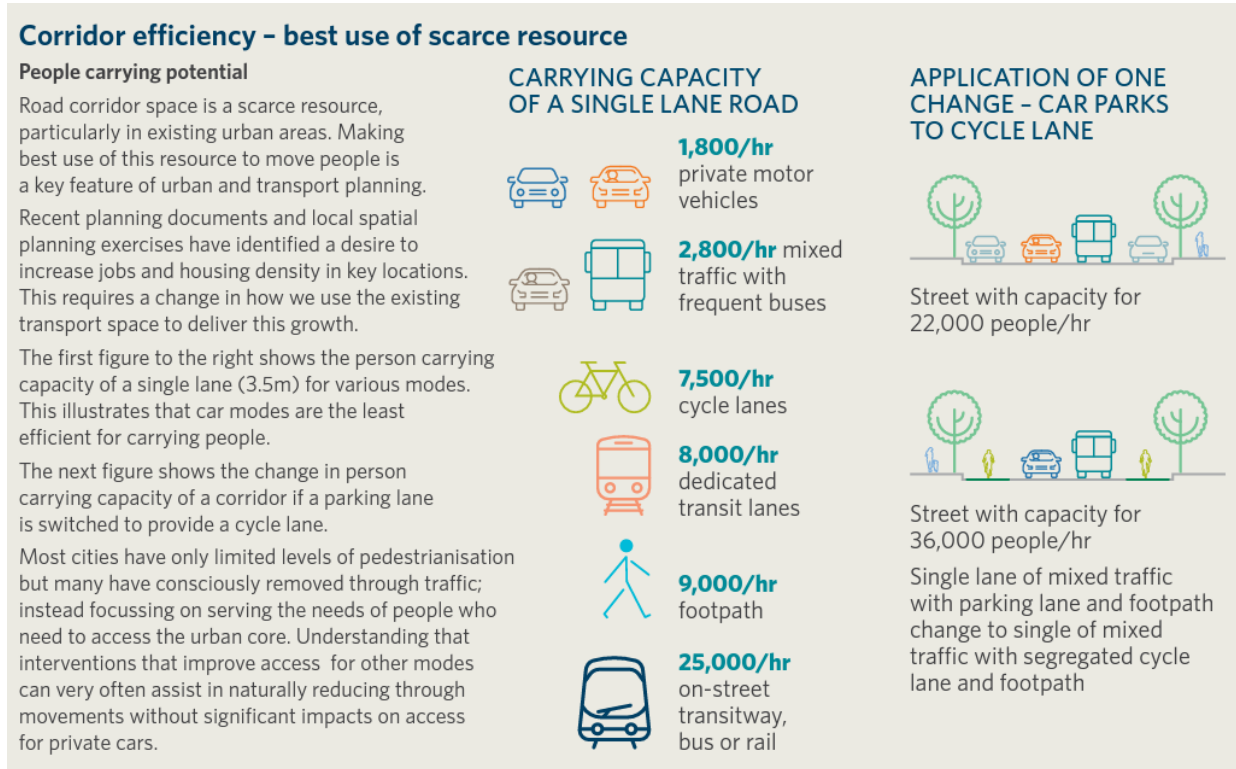 Corridor efficiency – best use of scarce resource
People carrying potential
Road corridor space is a scarce resource,
particularly in existing urban areas. Making
best use of this resource to move people is
a key feature of urban and transport planning.
Recent planning documents and local spatial
planning exercises have identified a desire to
increase jobs and housing density in key locations.
This requires a change in how we use the existing
transport space to deliver this growth.
The first figure to the right shows the person carrying
capacity of a single lane (3.5m) for various modes.
This illustrates that car modes are the least
efficient for carrying people.
The next figure shows the change in person
carrying capacity of a corridor if a parking lane
is switched to provide a cycle lane.
Most cities have only limited levels of pedestrianisation
but many have consciously removed through traffic;
instead focussing on serving the needs of people who
need to access the urban core. Understanding that
interventions that improve access for other modes
can very often assist in naturally reducing through
movements without significant impacts on access
for private cars.
CARRYING CAPACITY
OF A SINGLE LANE ROAD
1,800/hr
private motor
vehicles
2,800/hr mixed
traffic with
frequent buses
7,500/hr
cycle lanes
8,000/hr
dedicated
transit lanes
9,000/hr
footpath
25,000/hr
on-street
transitway,
bus or rail
APPLICATION OF ONE
CHANGE – CAR PARKS
TO CYCLE LANE
Street with capacity for
22,000 people/hr
Street with capacity for
36,000 people/hr
Single lane of mixed traffic
with parking lane and footpath
change to single of mixed
traffic with segregated cycle
lane and footpath